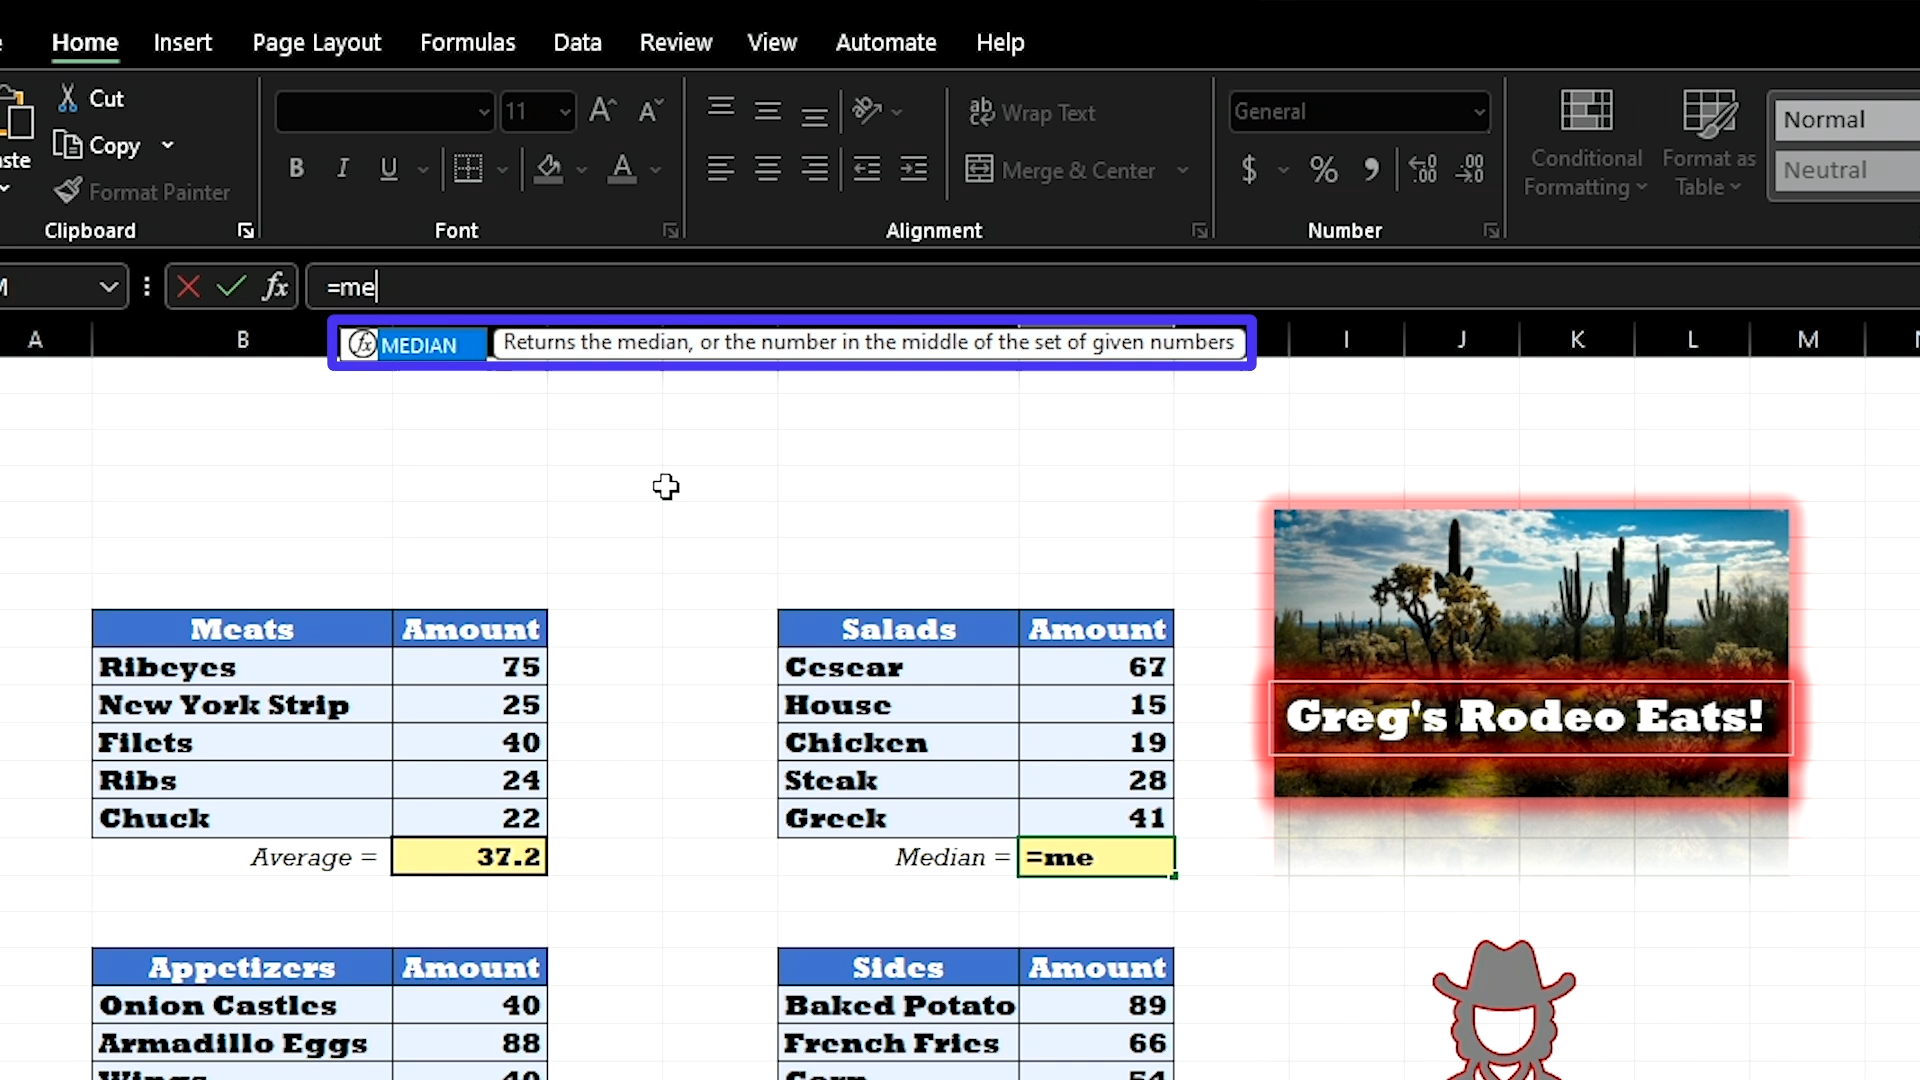 Home Insert Page Layout Formulas Data Review View Automate Help
Cut
Copy
Format Painter
Clipboard
11
B I U
Font
Wrap Text
Merge & Center
Alignment
General
$ % ,
Number
Conditional Formatting
Format as Table
Normal
Neutral
fx =me
A B I J K L M
fx MEDIAN Returns the median, or the number in the middle of the set of given numbers
Meats Amount
Ribeyes 75
New York Strip 25
Filets 40
Ribs 24
Chuck 22
Average = 37.2
Salads Amount
Cesear 67
House 15
Chicken 19
Steak 28
Greek 41
Median = =me
Greg's Rodeo Eats!
Appetizers Amount
Onion Castles 40
Armadillo Eggs 88
Sides Amount
Baked Potato 89
French Fries 66